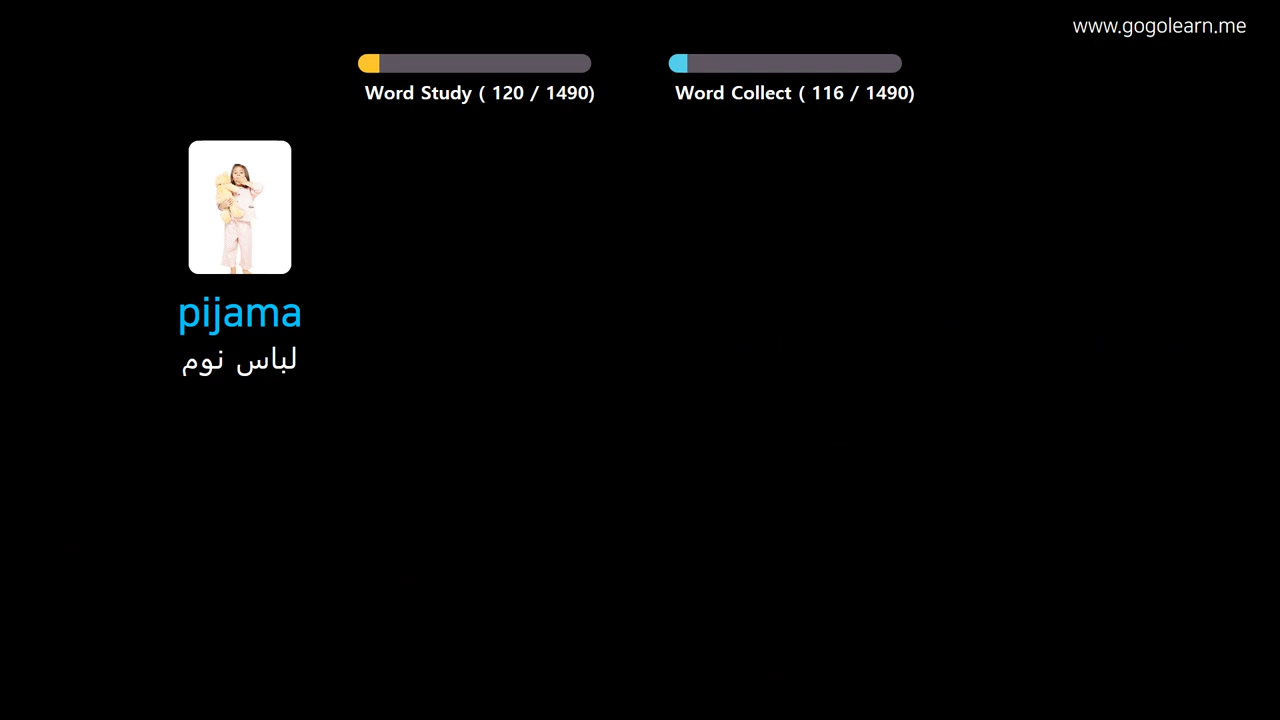 www.gogolearn.me
Word Study ( 120 / 1490)
Word Collect ( 116 / 1490)
pijama
لباس نوم